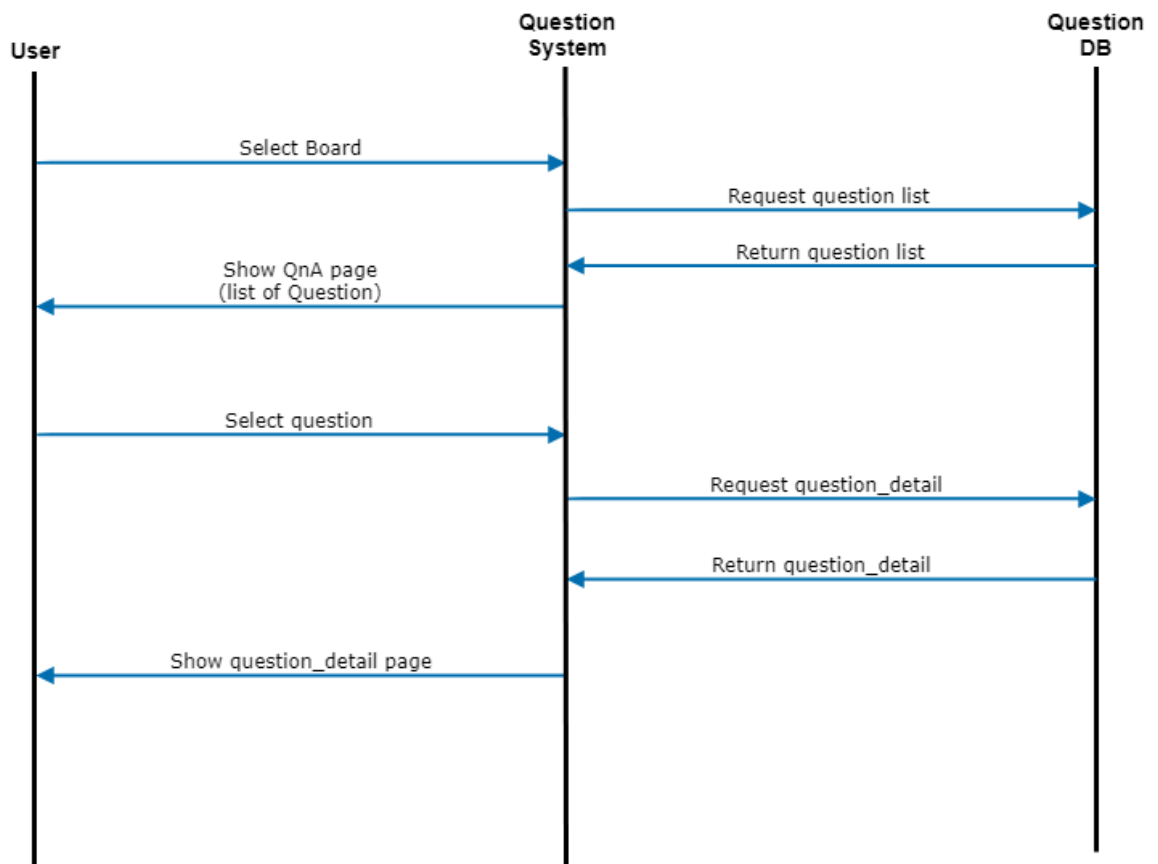 User
Question
System
Question
DB
Select Board
Request question list
Return question list
Show QnA page
(list of Question)
Select question
Request question_detail
Return question_detail
Show question_detail page